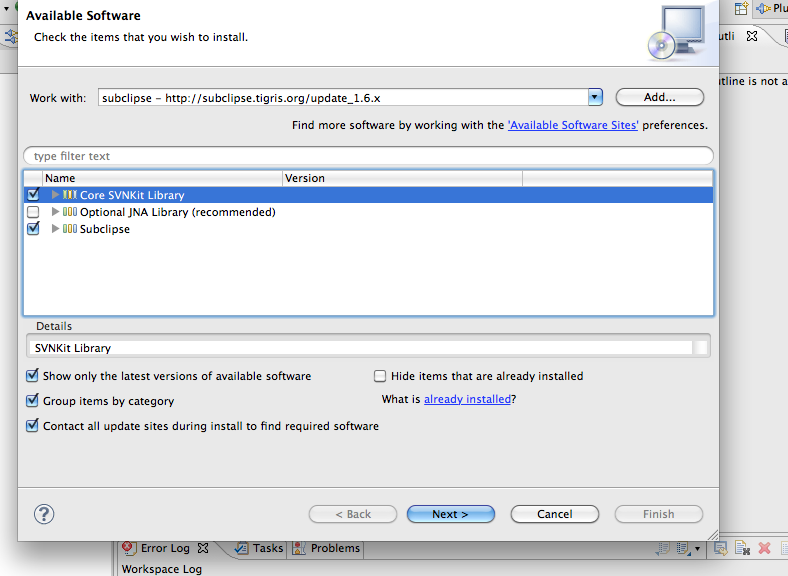 Available Software
Plu
Check the items that you wish to install.
utli
utline is not a
Work with: subclipse – http://subclipse.tigris.org/update_1.6.x Add...
Find more software by working with the 'Available Software Sites' preferences.
type filter text
Name Version
Core SVNKit Library
Optional JNA Library (recommended)
Subclipse
Details
SVNKit Library
Show only the latest versions of available software Hide items that are already installed
Group items by category What is already installed?
Contact all update sites during install to find required software
? < Back Next > Cancel Finish
Error Log Tasks Problems
Workspace Log